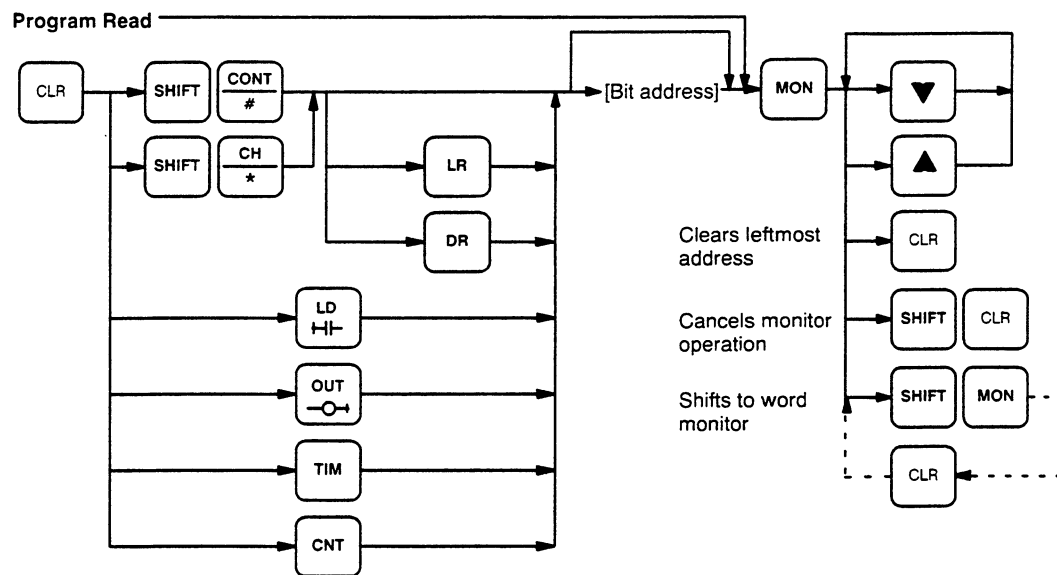 Program Read
CLR
SHIFT
CONT
#
[Bit address]
MON
▼
SHIFT
CH
*
LR
▲
DR
Clears leftmost
address
CLR
LD
Cancels monitor
operation
SHIFT
CLR
OUT
Shifts to word
monitor
SHIFT
MON
TIM
CLR
CNT